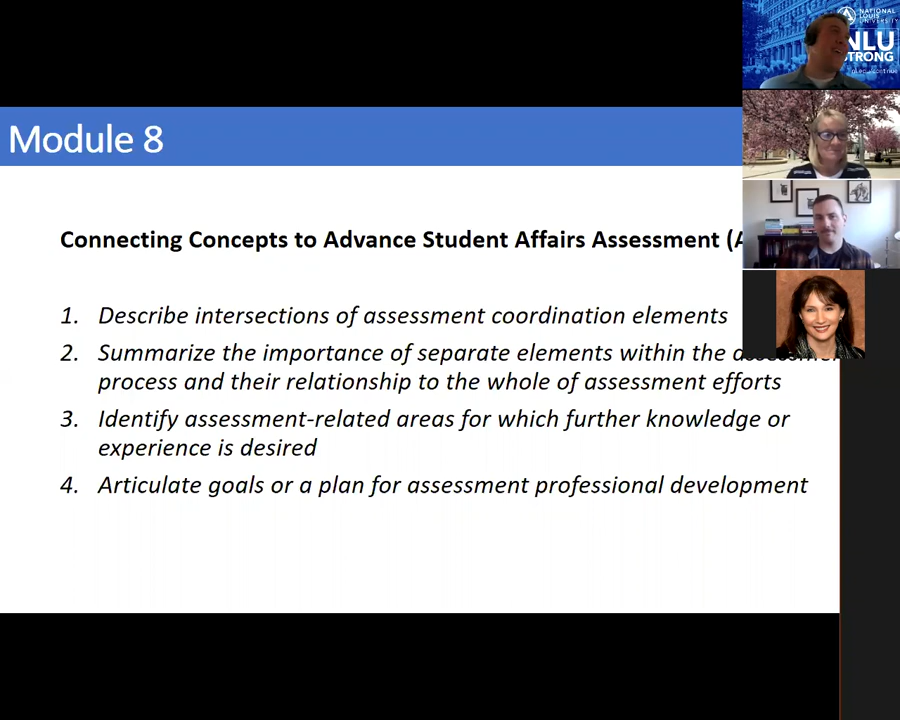 NATIONAL
LOUIS
UNIVERSITY
NLU
STRONG
Module 8
Connecting Concepts to Advance Student Affairs Assessment
1. Describe intersections of assessment coordination elements
2. Summarize the importance of separate elements within the
process and their relationship to the whole of assessment efforts
3. Identify assessment-related areas for which further knowledge or
experience is desired
4. Articulate goals or a plan for assessment professional development